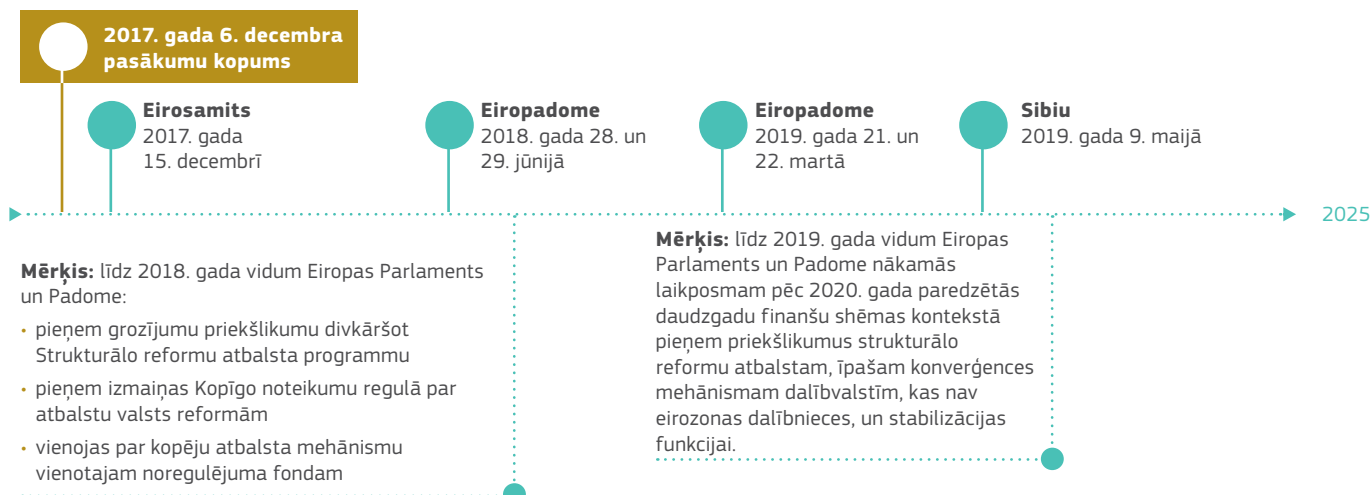 2017. gada 6. decembra
pasākumu kopums
Eirosamits
2017. gada
15. decembrī
Eiropadome
2018. gada 28. un
29. jūnijā
Eiropadome
2019. gada 21. un
22. martā
Sibiu
2019. gada 9. maijā
2025
Mērķis: līdz 2018. gada vidum Eiropas Parlaments
un Padome:
• pieņem grozījumu priekšlikumu divkāršot
Strukturālo reformu atbalsta programmu
• pieņem izmaiņas Kopīgo noteikumu regulā par
atbalstu valsts reformām
• vienojas par kopēju atbalsta mehānismu
vienotajam noregulējuma fondam
Mērķis: līdz 2019. gada vidum Eiropas
Parlaments un Padome nākamās
laikposmam pēc 2020. gada paredzētās
daudzgadu finanšu shēmas kontekstā
pieņem priekšlikumus strukturālo
reformu atbalstam, īpašam konverģences
mehānismam dalībvalstīm, kas nav
eirozonas dalībnieces, un stabilizācijas
funkcijai.